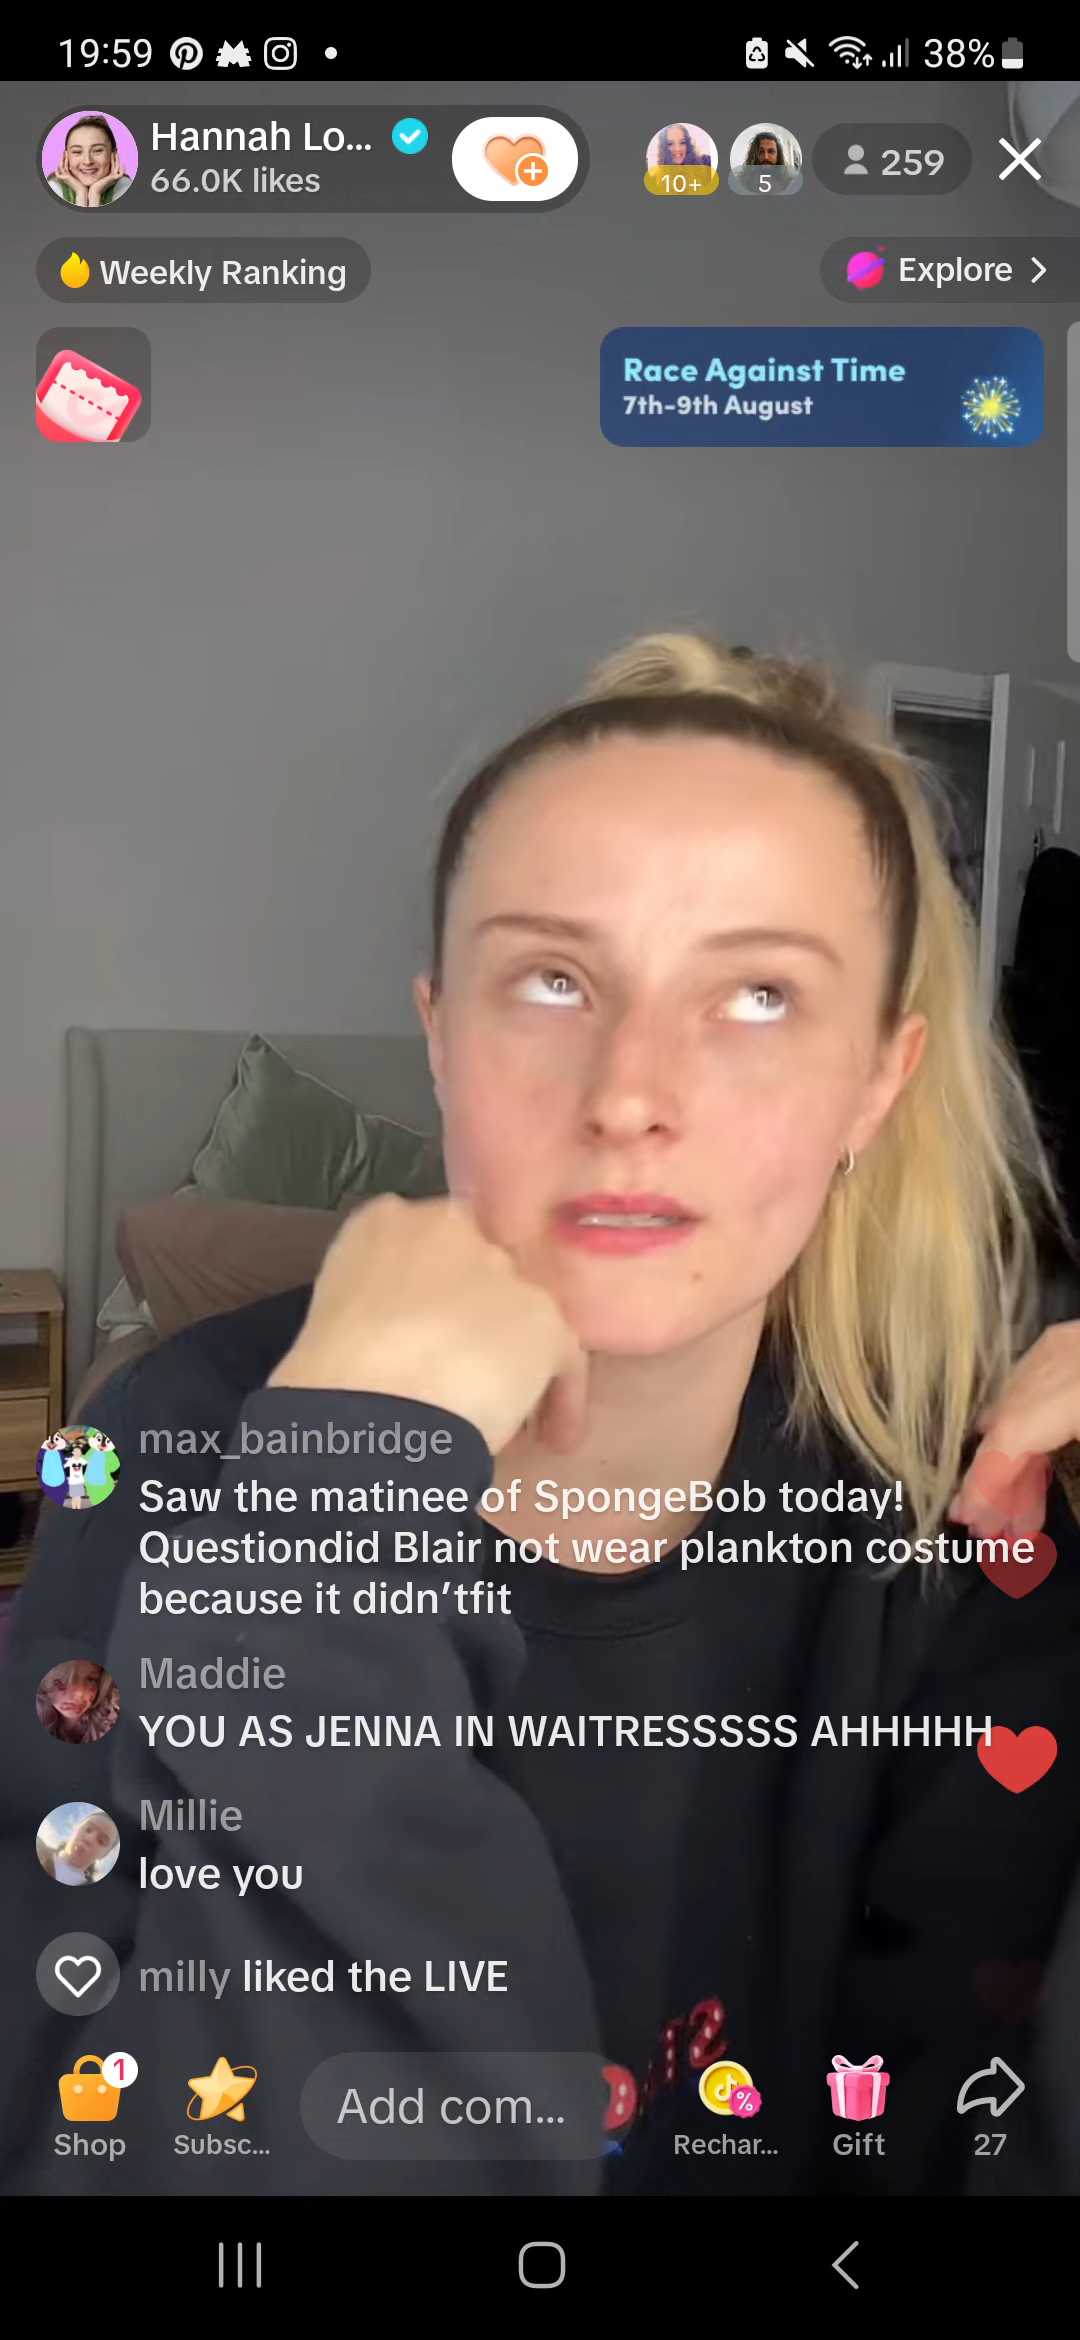 19:59
38%
Hannah Lo...
66.0K likes
10+
5
259
Weekly Ranking
Explore
Race Against Time
7th-9th August
max_bainbridge
Saw the matinee of SpongeBob today!
Questiondid Blair not wear plankton costume
because it didn’tfit
Maddie
YOU AS JENNA IN WAITRESSSSS AHHHHH
Millie
love you
milly liked the LIVE
1
Shop
Subsc...
Add com...
%
Rechar...
Gift
27